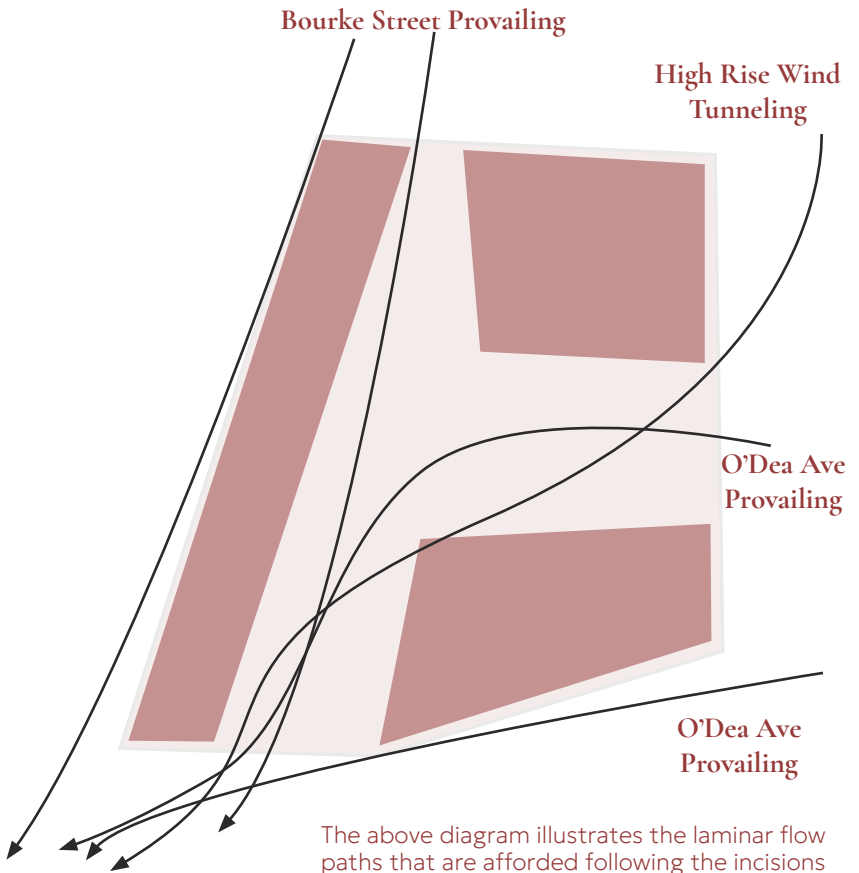 Bourke Street Provailing
High Rise Wind
Tunneling
O'Dea Ave
Provailing
O'Dea Ave
Provailing
The above diagram illustrates the laminar flow
paths that are afforded following the incisions